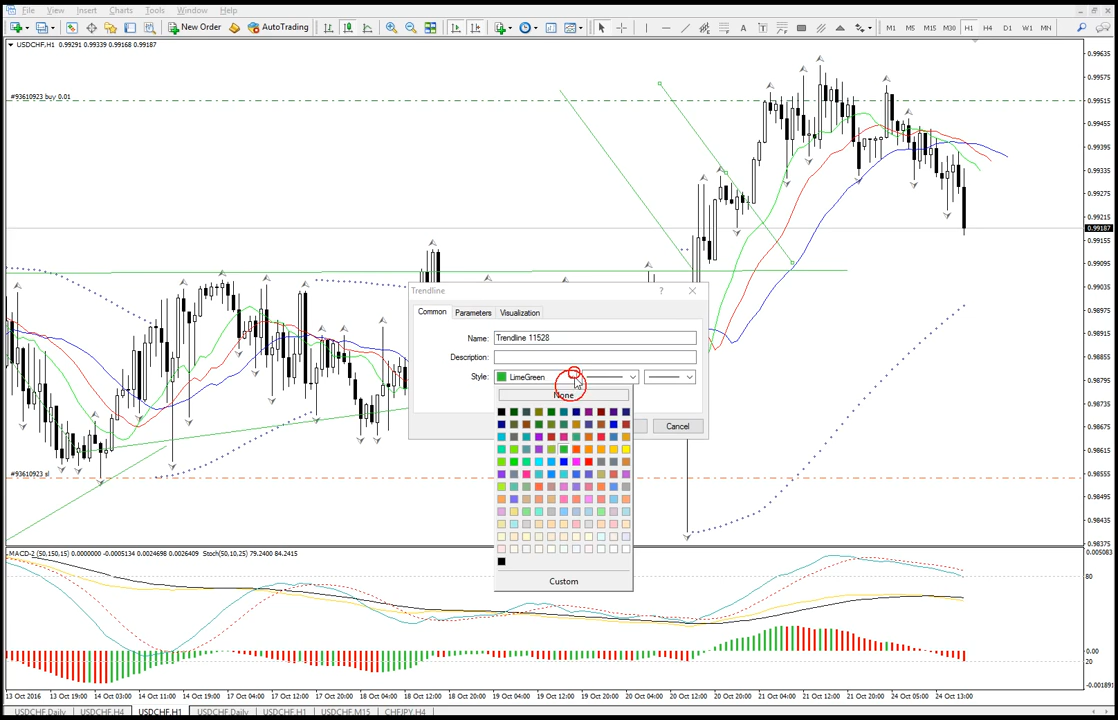 File View Insert Charts Tools Window Help
New Order AutoTrading M1 M5 M15 M30 H1 H4 D1 W1 MN
USDCHF,H1 0.99291 0.99339 0.99168 0.99187
0.99635
0.99575
#93610923 buy 0.01
0.99515
0.99455
0.99395
0.99335
0.99275
0.99215
0.99187
0.99155
0.99095
0.99035
0.98975
0.98915
0.98855
0.98795
0.98735
0.98675
0.98615
#93610923 sl
0.98555
0.98495
0.98435
0.98375
Trendline ?
Common Parameters Visualization
Name: Trendline 11528
Description:
Style: LimeGreen
None
Cancel
Custom
MACD-2 (50,150,15) 0.0000000 -0.0005134 0.0024698 0.0026409 Stoch(50,10,25) 79.2400 84.2415
0.005083
80
0.00
20
-0.001891
13 Oct 2016 13 Oct 19:00 14 Oct 03:00 14 Oct 11:00 14 Oct 19:00 17 Oct 04:00 17 Oct 12:00 17 Oct 20:00 18 Oct 04:00 18 Oct 12:00 18 Oct 20:00 19 Oct 04:00 19 Oct 12:00 19 Oct 20:00 20 Oct 04:00 20 Oct 12:00 20 Oct 20:00 21 Oct 04:00 21 Oct 12:00 21 Oct 20:00 24 Oct 05:00 24 Oct 13:00
USDCHF,Daily USDCHF,H4 USDCHF,H1 USDCHF,Daily USDCHF,H1 USDCHF,M15 CHFJPY,H4